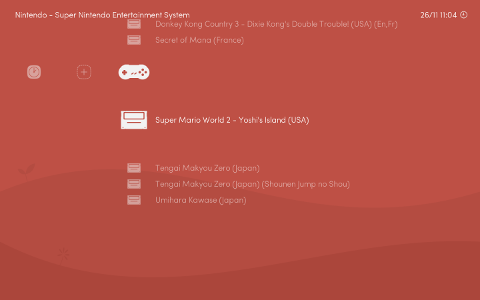 Nintendo - Super Nintendo Entertainment System
26/11 11:04
Donkey Kong Country 3 - Dixie Kong's Double Trouble! (USA) (En,Fr)
Secret of Mana (France)
Super Mario World 2 - Yoshi's Island (USA)
Tengai Makyou Zero (Japan)
Tengai Makyou Zero (Japan) (Shounen Jump no Shou)
Umihara Kawase (Japan)